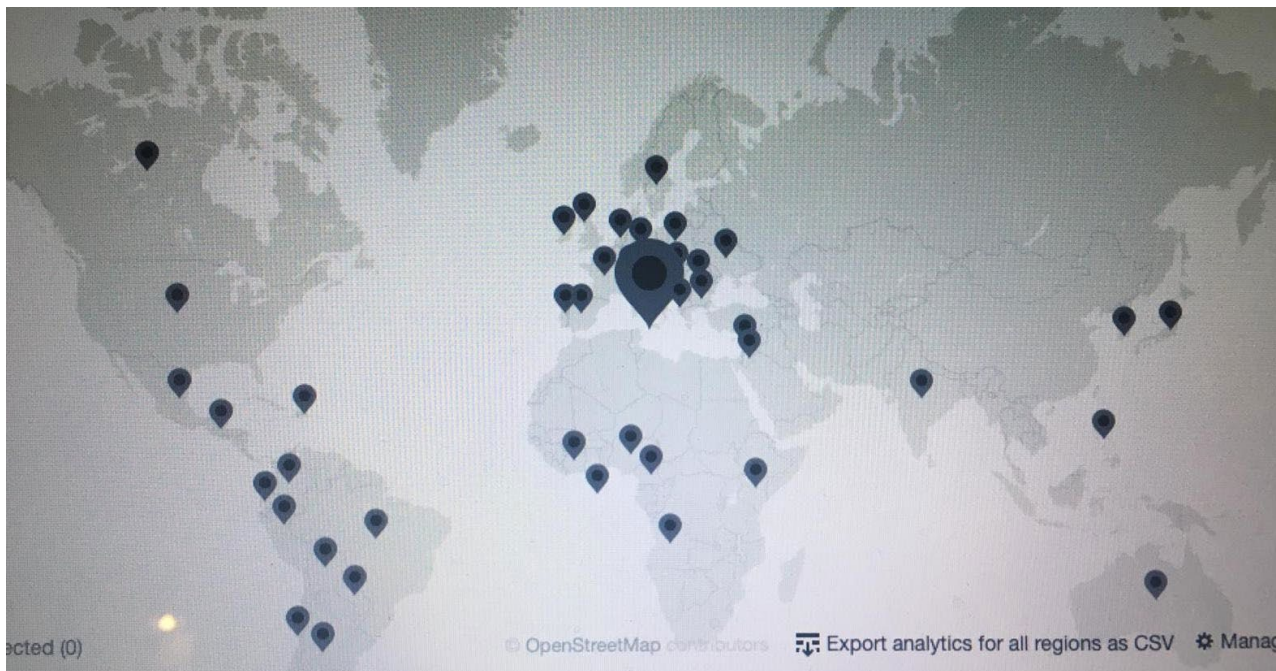 ected (0)
© OpenStreetMap contributors
Export analytics for all regions as CSV
Manag